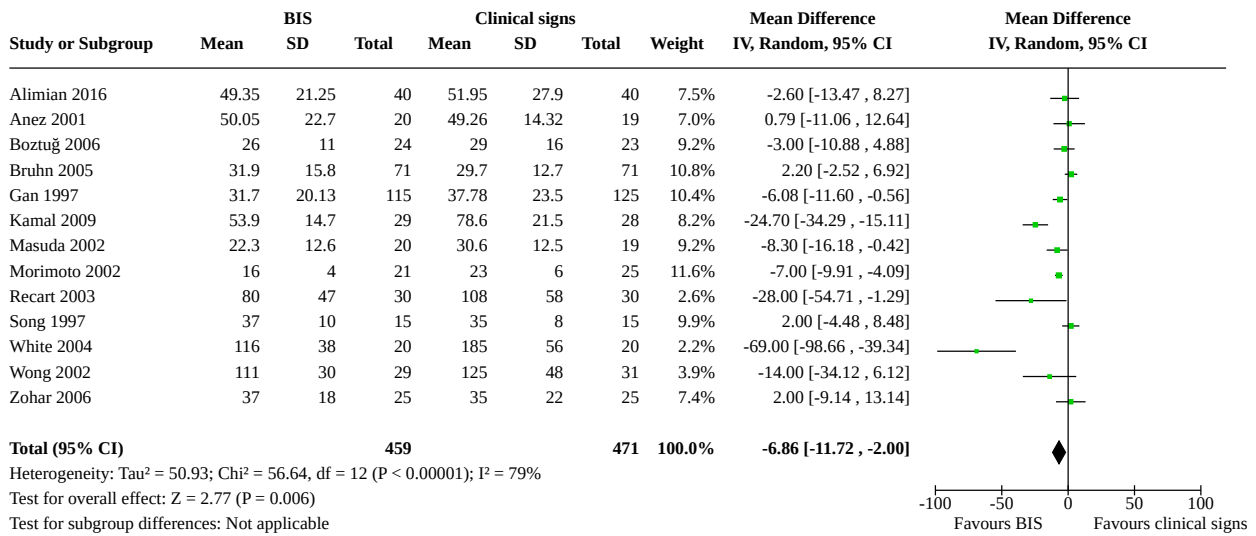 BIS Clinical signs Mean Difference Mean Difference
Study or Subgroup Mean SD Total Mean SD Total Weight IV, Random, 95% CI IV, Random, 95% CI
Alimian 2016 49.35 21.25 40 51.95 27.9 40 7.5% -2.60 [-13.47 , 8.27]
Anez 2001 50.05 22.7 20 49.26 14.32 19 7.0% 0.79 [-11.06 , 12.64]
Boztuğ 2006 26 11 24 29 16 23 9.2% -3.00 [-10.88 , 4.88]
Bruhn 2005 31.9 15.8 71 29.7 12.7 71 10.8% 2.20 [-2.52 , 6.92]
Gan 1997 31.7 20.13 115 37.78 23.5 125 10.4% -6.08 [-11.60 , -0.56]
Kamal 2009 53.9 14.7 29 78.6 21.5 28 8.2% -24.70 [-34.29 , -15.11]
Masuda 2002 22.3 12.6 20 30.6 12.5 19 9.2% -8.30 [-16.18 , -0.42]
Morimoto 2002 16 4 21 23 6 25 11.6% -7.00 [-9.91 , -4.09]
Recart 2003 80 47 30 108 58 30 2.6% -28.00 [-54.71 , -1.29]
Song 1997 37 10 15 35 8 15 9.9% 2.00 [-4.48 , 8.48]
White 2004 116 38 20 185 56 20 2.2% -69.00 [-98.66 , -39.34]
Wong 2002 111 30 29 125 48 31 3.9% -14.00 [-34.12 , 6.12]
Zohar 2006 37 18 25 35 22 25 7.4% 2.00 [-9.14 , 13.14]
Total (95% CI) 459 471 100.0% -6.86 [-11.72 , -2.00]
Heterogeneity: Tau² = 50.93; Chi² = 56.64, df = 12 (P < 0.00001); I² = 79%
Test for overall effect: Z = 2.77 (P = 0.006) -100 -50 0 50 100
Test for subgroup differences: Not applicable Favours BIS Favours clinical signs